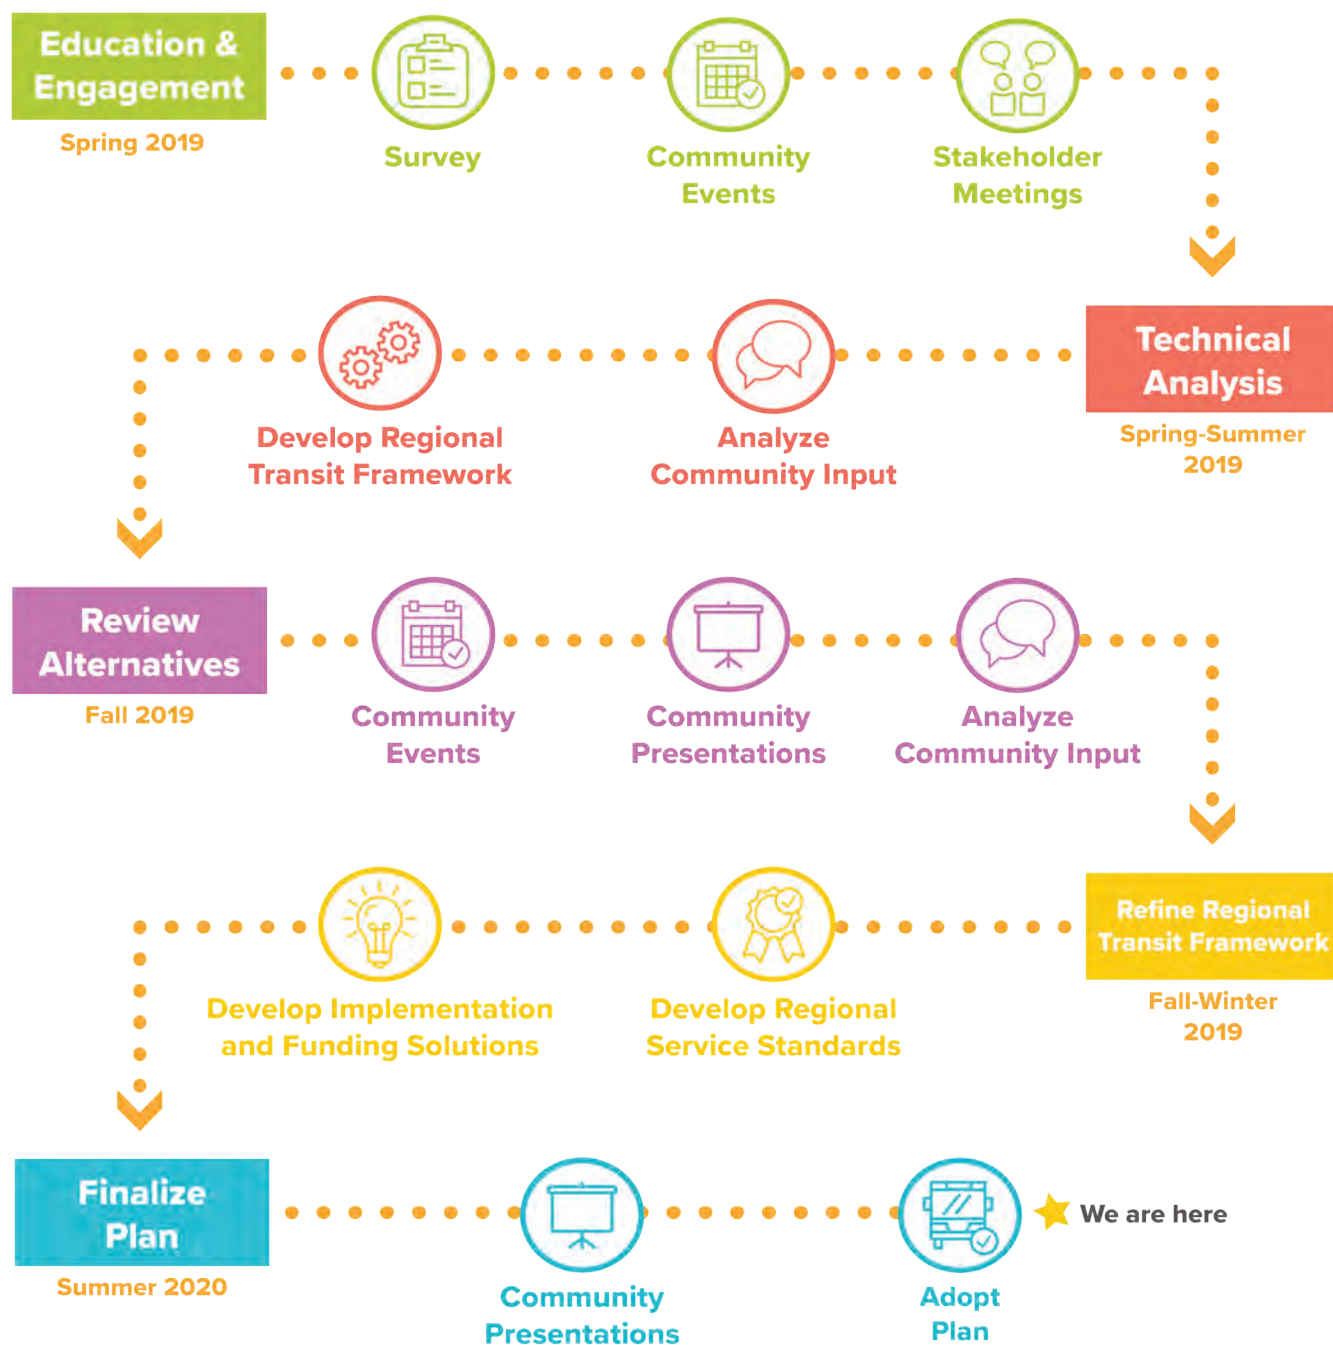 Education &
Engagement
Spring 2019
Survey
Community
Events
Stakeholder
Meetings
Technical
Analysis
Spring-Summer
2019
Analyze
Community Input
Develop Regional
Transit Framework
Review
Alternatives
Fall 2019
Community
Events
Community
Presentations
Analyze
Community Input
Refine Regional
Transit Framework
Fall-Winter
2019
Develop Regional
Service Standards
Develop Implementation
and Funding Solutions
Finalize
Plan
Summer 2020
Community
Presentations
Adopt
Plan
We are here